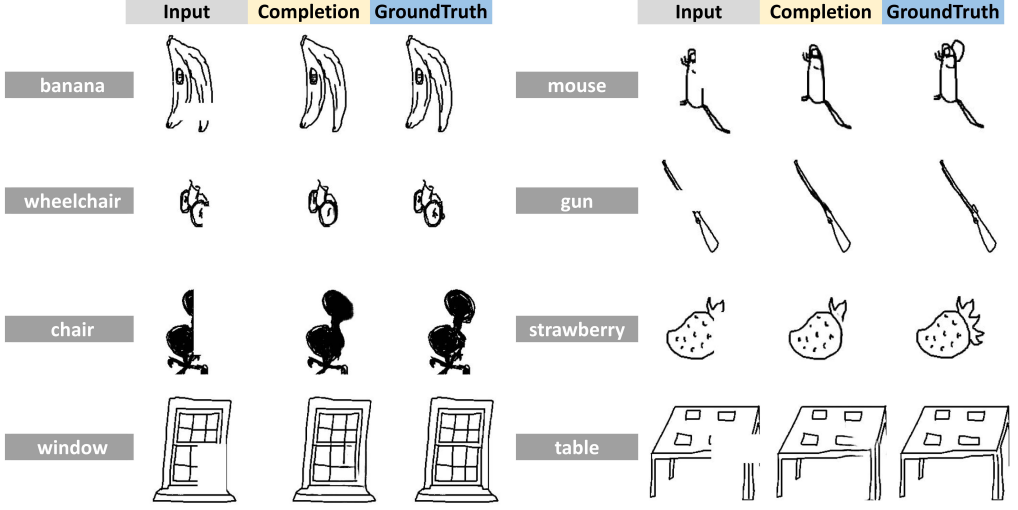 Input Completion GroundTruth Input Completion GroundTruth
banana mouse
wheelchair gun
chair strawberry
window table